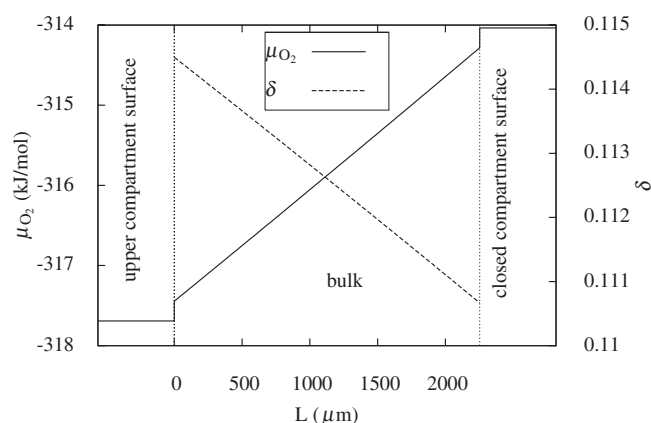 -314
-315
-316
-317
-318
μO2 (kJ/mol)
upper compartment surface
μO2
δ
bulk
closed compartment surface
0.115
0.114
0.113
0.112
0.111
0.11
δ
0 500 1000 1500 2000
L (μm)